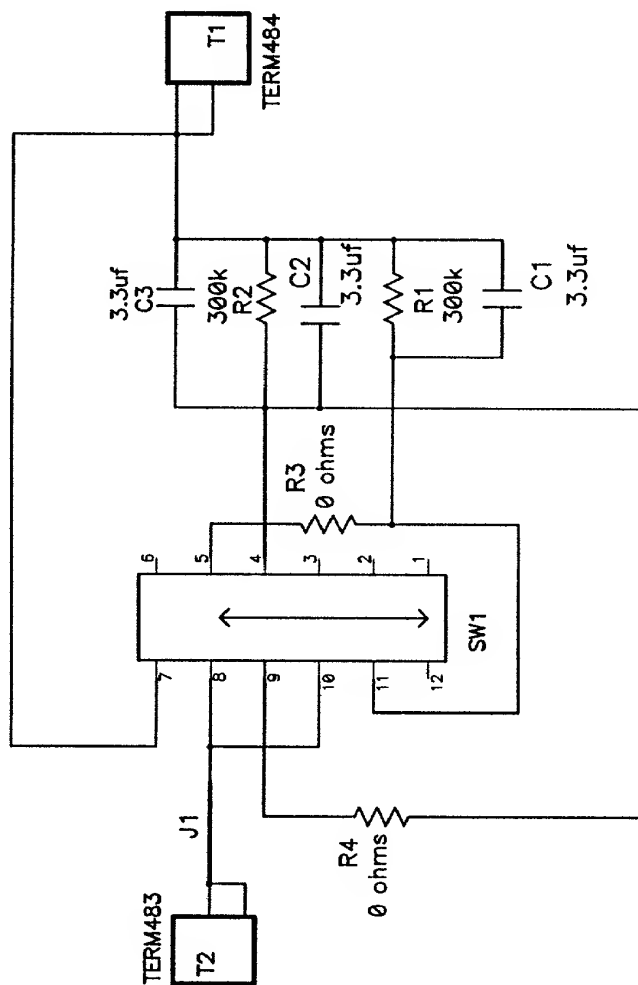 T1
TERM484
3.3uf
C3
300k
R2
C2
3.3uf
R1
300k
C1
3.3uf
R3
0 ohms
6
5
4
3
2
1
SW1
7
8
9
10
11
12
J1
R4
0 ohms
TERM483
T2